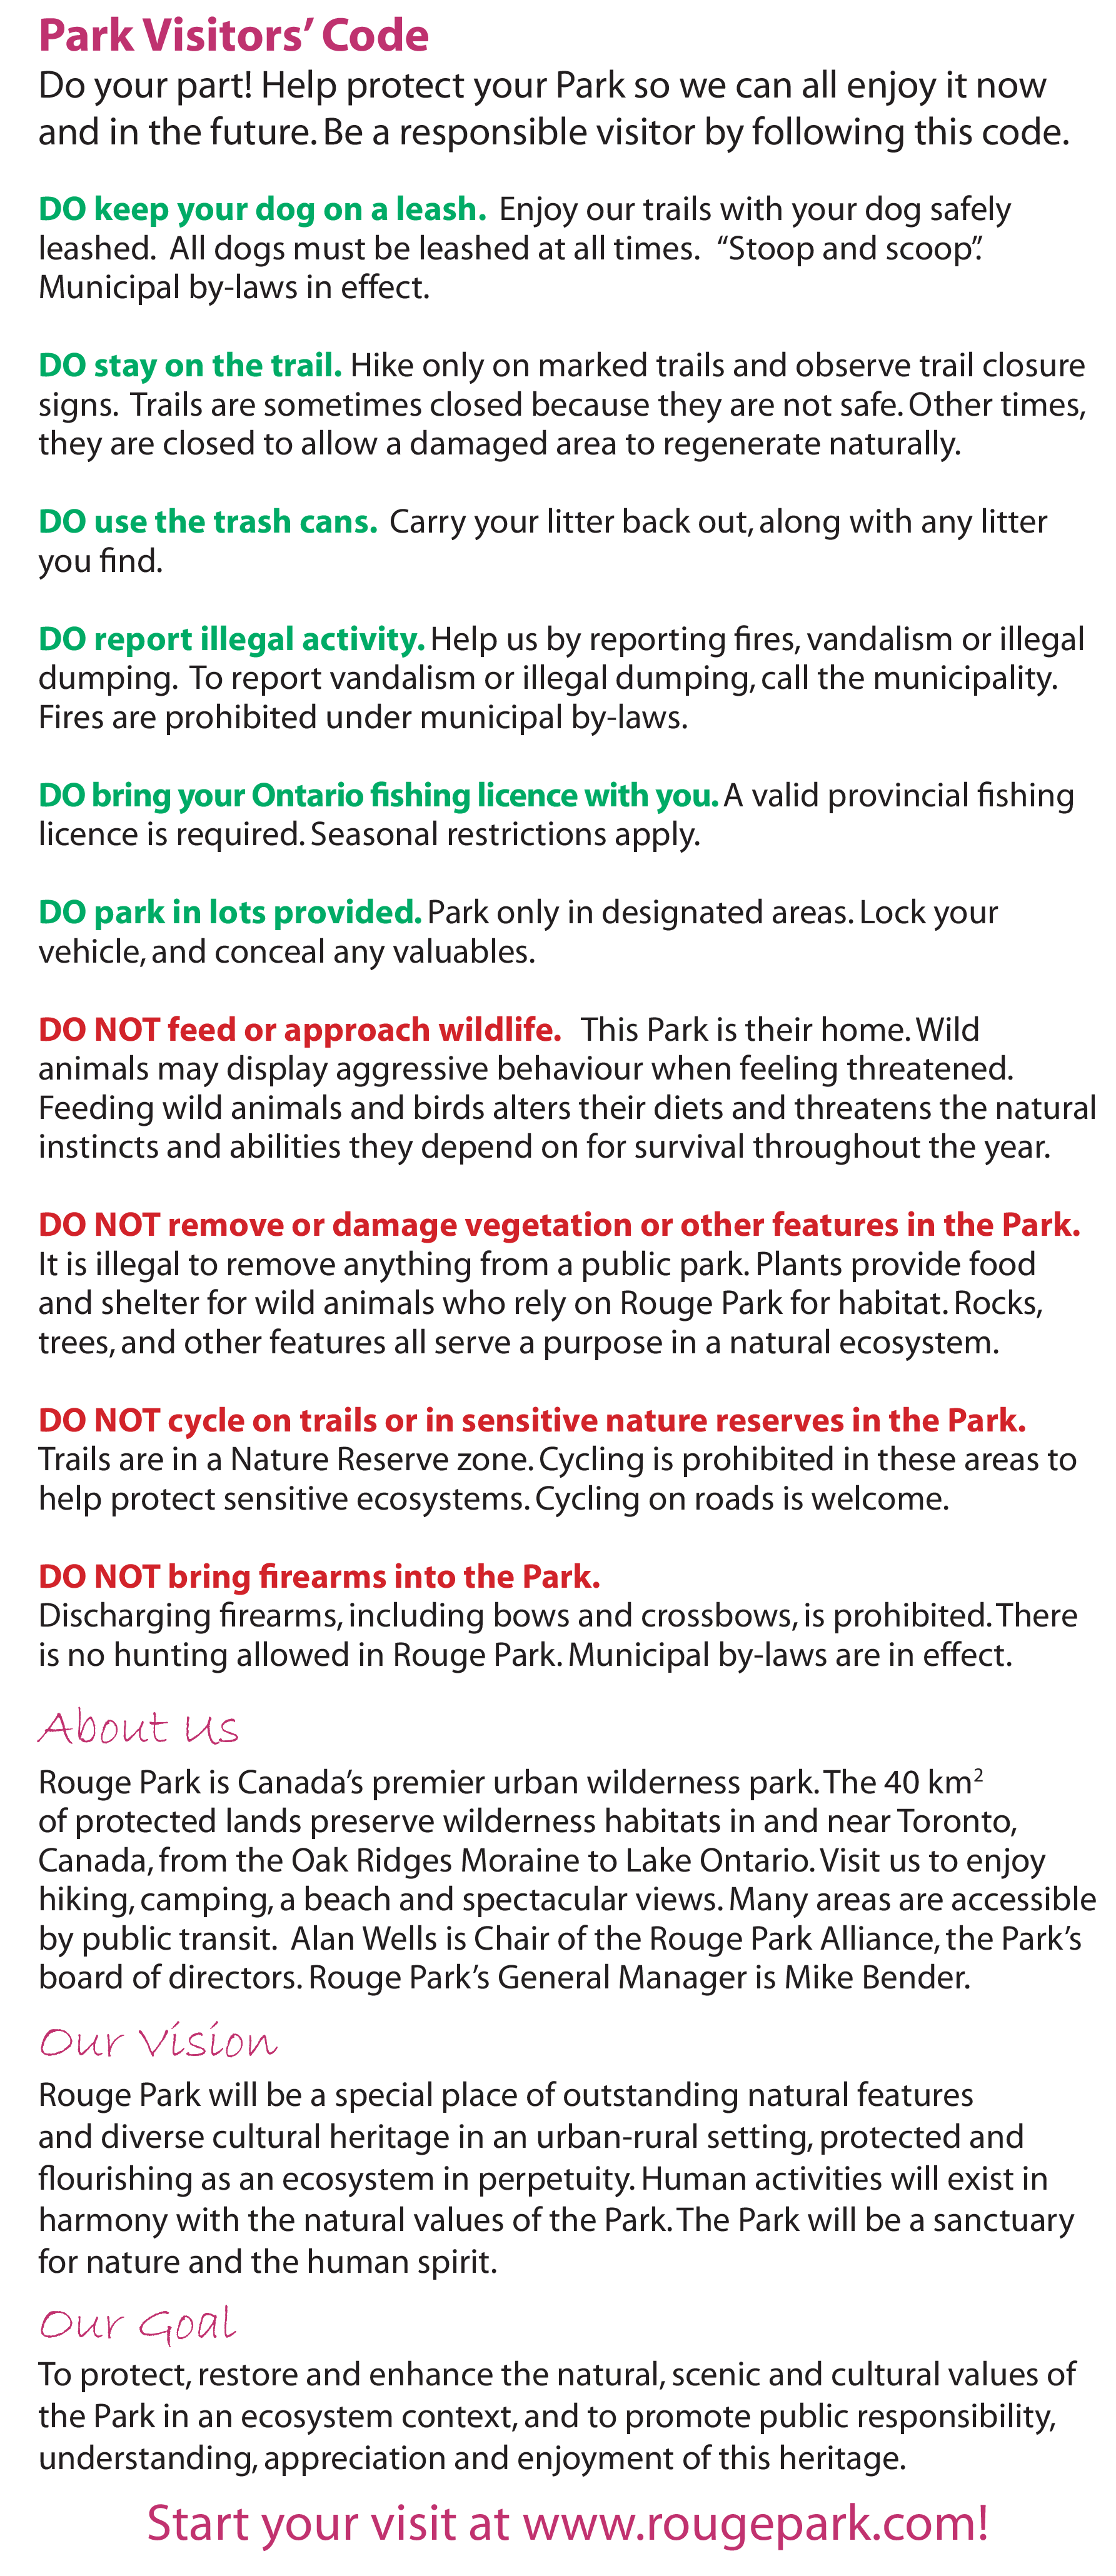 Park Visitors’ Code
Do your part! Help protect your Park so we can all enjoy it now
and in the future. Be a responsible visitor by following this code.
DO keep your dog on a leash. Enjoy our trails with your dog safely
leashed. All dogs must be leashed at all times. “Stoop and scoop”.
Municipal by-laws in effect.
DO stay on the trail. Hike only on marked trails and observe trail closure
signs. Trails are sometimes closed because they are not safe. Other times,
they are closed to allow a damaged area to regenerate naturally.
DO use the trash cans. Carry your litter back out, along with any litter
you find.
DO report illegal activity. Help us by reporting fires, vandalism or illegal
dumping. To report vandalism or illegal dumping, call the municipality.
Fires are prohibited under municipal by-laws.
DO bring your Ontario fishing licence with you. A valid provincial fishing
licence is required. Seasonal restrictions apply.
DO park in lots provided. Park only in designated areas. Lock your
vehicle, and conceal any valuables.
DO NOT feed or approach wildlife. This Park is their home. Wild
animals may display aggressive behaviour when feeling threatened.
Feeding wild animals and birds alters their diets and threatens the natural
instincts and abilities they depend on for survival throughout the year.
DO NOT remove or damage vegetation or other features in the Park.
It is illegal to remove anything from a public park. Plants provide food
and shelter for wild animals who rely on Rouge Park for habitat. Rocks,
trees, and other features all serve a purpose in a natural ecosystem.
DO NOT cycle on trails or in sensitive nature reserves in the Park.
Trails are in a Nature Reserve zone. Cycling is prohibited in these areas to
help protect sensitive ecosystems. Cycling on roads is welcome.
DO NOT bring firearms into the Park.
Discharging firearms, including bows and crossbows, is prohibited. There
is no hunting allowed in Rouge Park. Municipal by-laws are in effect.
About Us
Rouge Park is Canada’s premier urban wilderness park. The 40 km²
of protected lands preserve wilderness habitats in and near Toronto,
Canada, from the Oak Ridges Moraine to Lake Ontario. Visit us to enjoy
hiking, camping, a beach and spectacular views. Many areas are accessible
by public transit. Alan Wells is Chair of the Rouge Park Alliance, the Park’s
board of directors. Rouge Park’s General Manager is Mike Bender.
Our Vision
Rouge Park will be a special place of outstanding natural features
and diverse cultural heritage in an urban-rural setting, protected and
flourishing as an ecosystem in perpetuity. Human activities will exist in
harmony with the natural values of the Park. The Park will be a sanctuary
for nature and the human spirit.
Our Goal
To protect, restore and enhance the natural, scenic and cultural values of
the Park in an ecosystem context, and to promote public responsibility,
understanding, appreciation and enjoyment of this heritage.
Start your visit at www.rougepark.com!